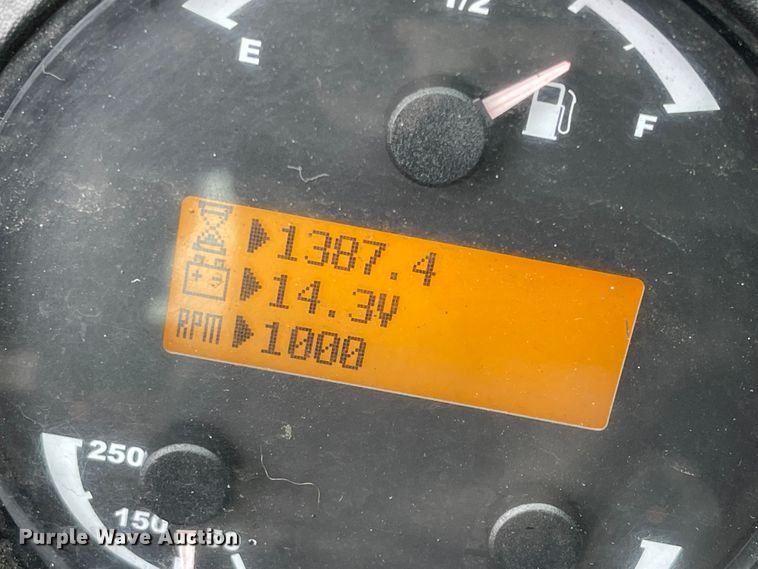 E 1/2 F
1387.4
14.3V
RPM 1000
250
150
Purple Wave Auction